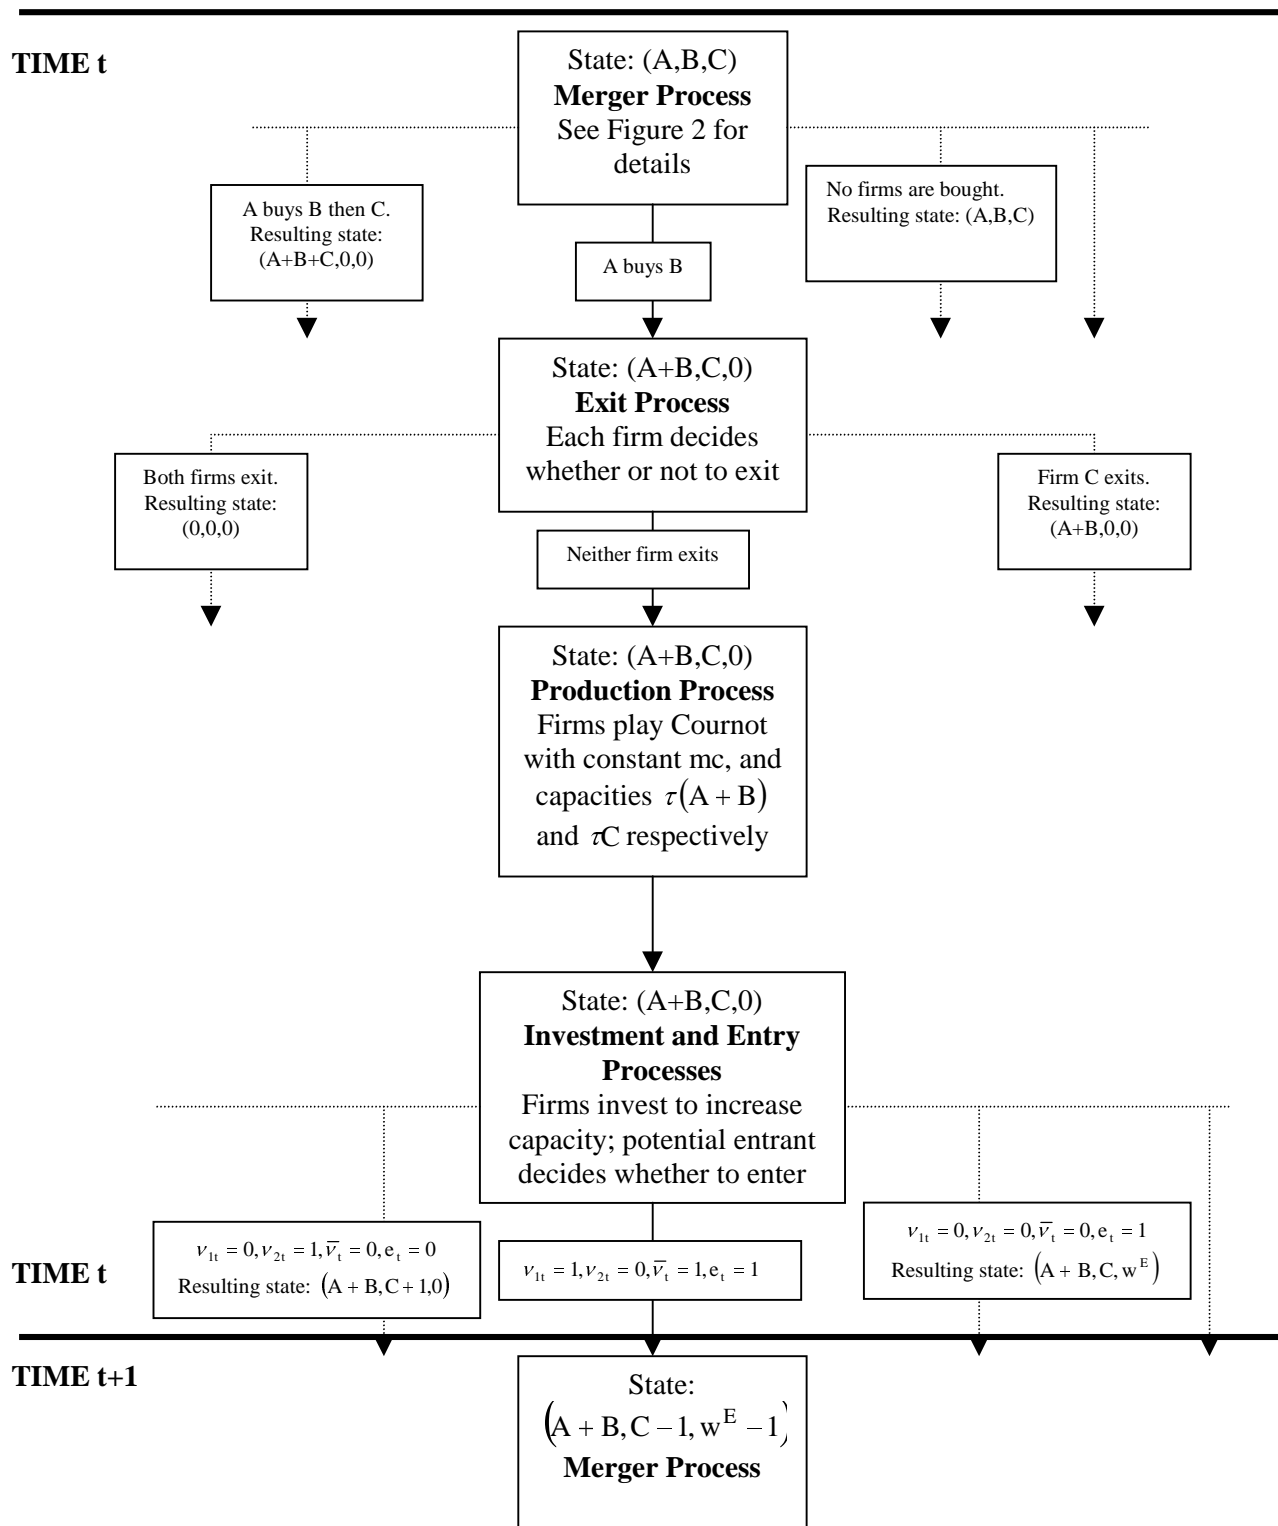 TIME t
State: (A,B,C)
Merger Process
See Figure 2 for
details
A buys B then C.
Resulting state:
(A+B+C,0,0)
No firms are bought.
Resulting state: (A,B,C)
A buys B
State: (A+B,C,0)
Exit Process
Each firm decides
whether or not to exit
Both firms exit.
Resulting state:
(0,0,0)
Firm C exits.
Resulting state:
(A+B,0,0)
Neither firm exits
State: (A+B,C,0)
Production Process
Firms play Cournot
with constant mc, and
capacities τ(A + B)
and τC respectively
State: (A+B,C,0)
Investment and Entry
Processes
Firms invest to increase
capacity; potential entrant
decides whether to enter
ν₁ₜ = 0, ν₂ₜ = 1, ν̄ₜ = 0, eₜ = 0
Resulting state: (A + B, C + 1,0)
ν₁ₜ = 1, ν₂ₜ = 0, ν̄ₜ = 1, eₜ = 1
ν₁ₜ = 0, ν₂ₜ = 0, ν̄ₜ = 0, eₜ = 1
Resulting state: (A + B, C, wᴱ)
TIME t
TIME t+1
State:
(A + B, C − 1, wᴱ − 1)
Merger Process